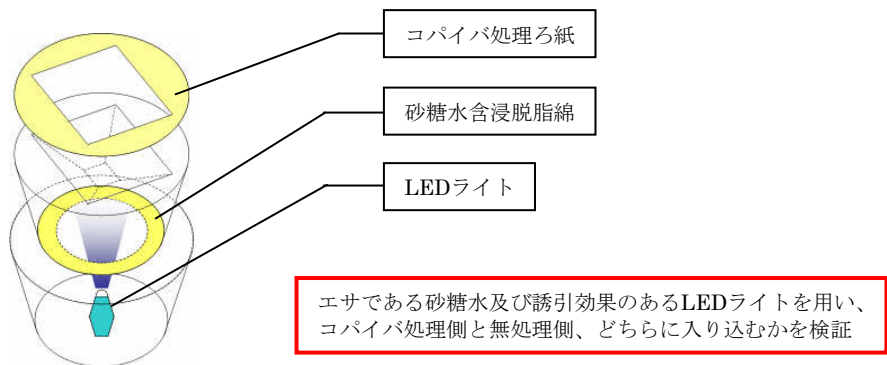 コパイバ処理ろ紙
砂糖水含浸脱脂綿
LEDライト
エサである砂糖水及び誘引効果のあるLEDライトを用い、
コパイバ処理側と無処理側、どちらに入り込むかを検証